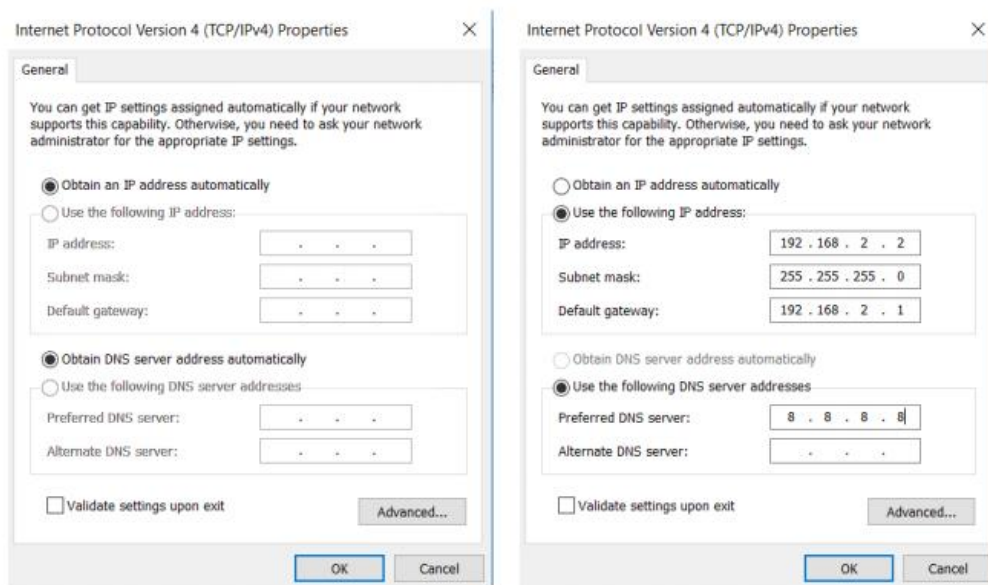 Internet Protocol Version 4 (TCP/IPv4) Properties
General
You can get IP settings assigned automatically if your network
supports this capability. Otherwise, you need to ask your network
administrator for the appropriate IP settings.
Obtain an IP address automatically
Use the following IP address:
IP address:
. . .
Subnet mask:
. . .
Default gateway:
. . .
Obtain DNS server address automatically
Use the following DNS server addresses
Preferred DNS server:
. . .
Alternate DNS server:
. . .
Validate settings upon exit
Advanced...
OK
Cancel
Internet Protocol Version 4 (TCP/IPv4) Properties
General
You can get IP settings assigned automatically if your network
supports this capability. Otherwise, you need to ask your network
administrator for the appropriate IP settings.
Obtain an IP address automatically
Use the following IP address:
IP address:
192 . 168 . 2 . 2
Subnet mask:
255 . 255 . 255 . 0
Default gateway:
192 . 168 . 2 . 1
Obtain DNS server address automatically
Use the following DNS server addresses
Preferred DNS server:
8 . 8 . 8 . 8
Alternate DNS server:
. . .
Validate settings upon exit
Advanced...
OK
Cancel